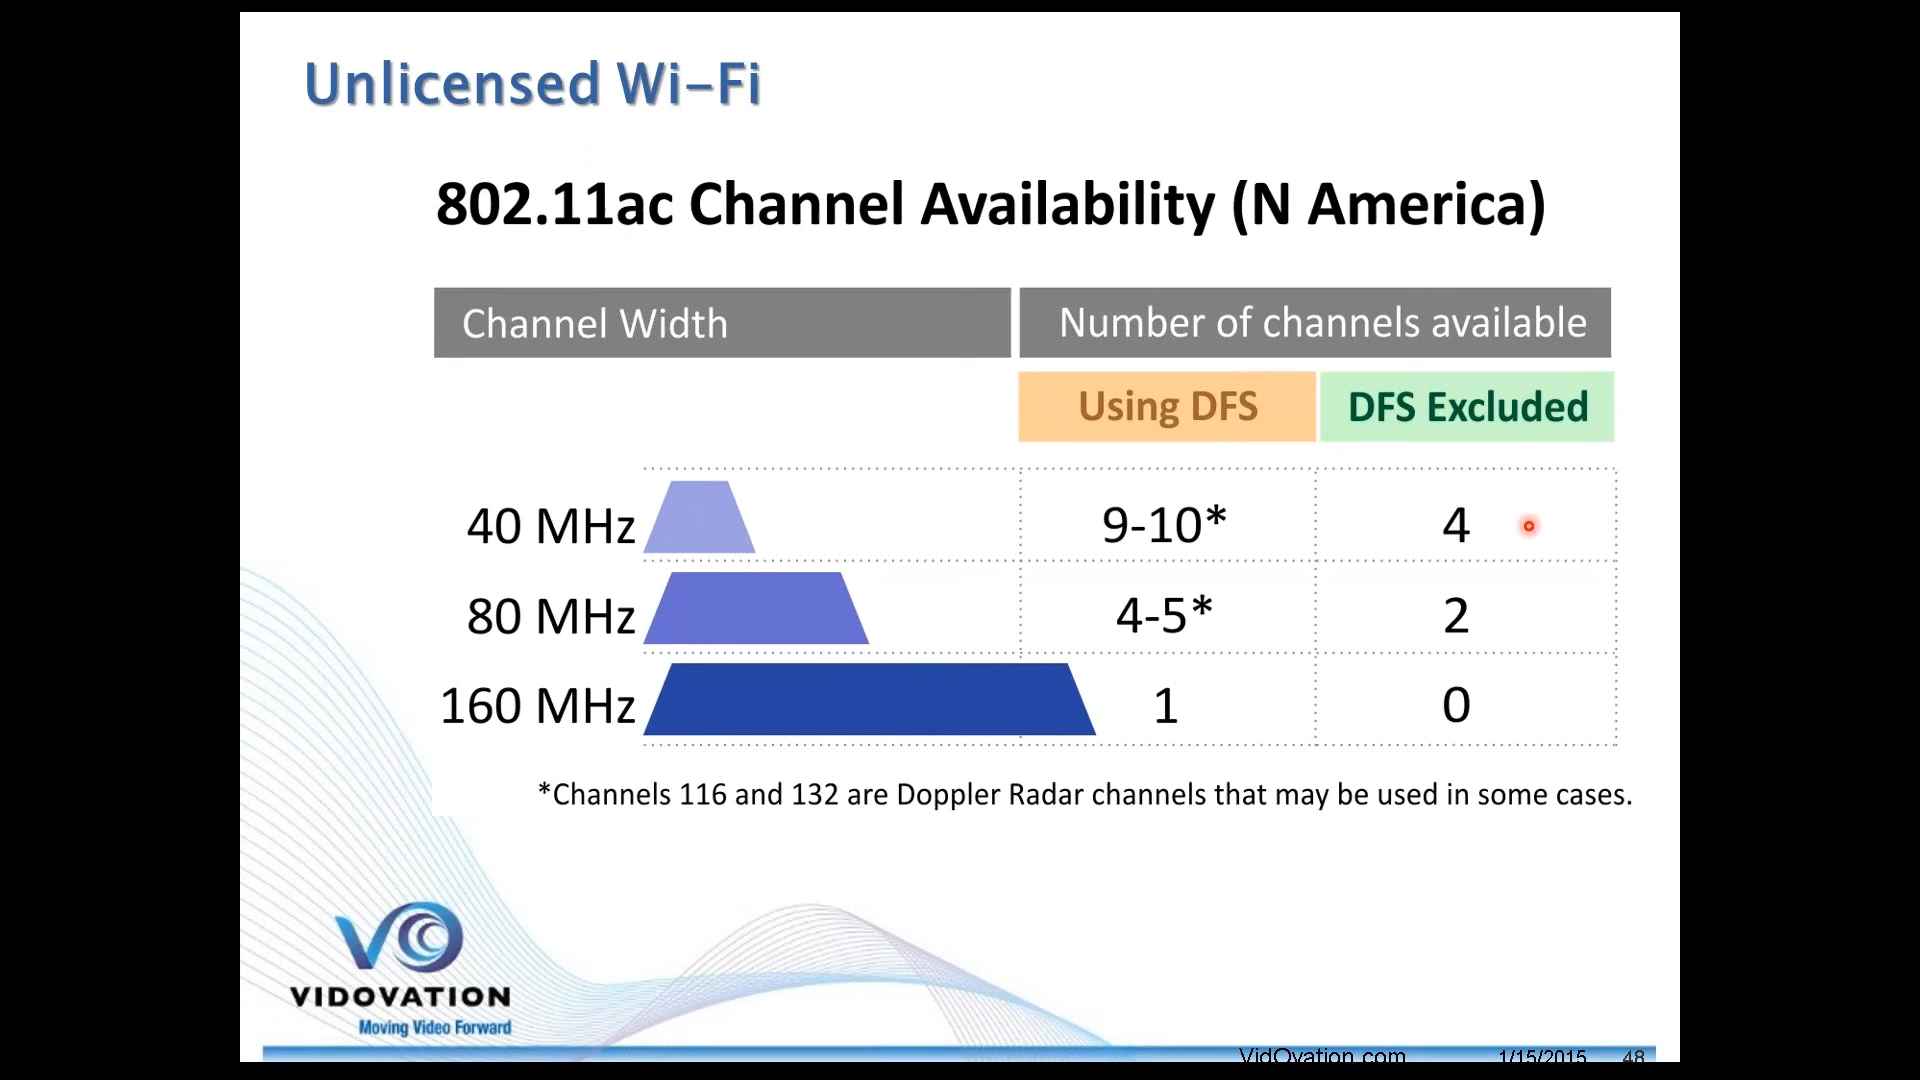 Unlicensed Wi-Fi
802.11ac Channel Availability (N America)
Channel Width Number of channels available
Using DFS DFS Excluded
40 MHz 9-10* 4
80 MHz 4-5* 2
160 MHz 1 0
*Channels 116 and 132 are Doppler Radar channels that may be used in some cases.
VO
VIDOVATION
Moving Video Forward
VidOvation.com 1/15/2015 48